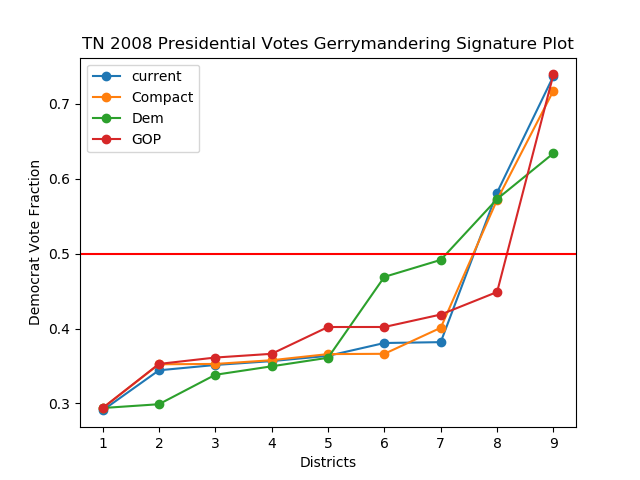 TN 2008 Presidential Votes Gerrymandering Signature Plot
current
Compact
Dem
GOP
0.7
0.6
0.5
0.4
0.3
Democrat Vote Fraction
1 2 3 4 5 6 7 8 9
Districts